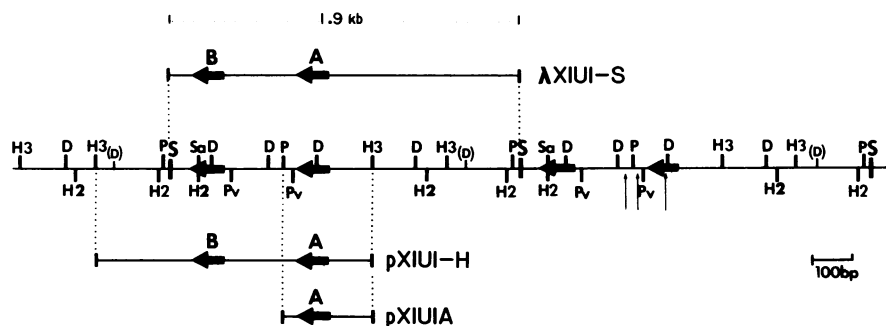 1.9 kb
B A λXIUI-S
H3 D H3 (D) P S Sa D D P D H3 D H3 (D) P S Sa D D P D H3 D H3 (D) P S
H2 H2 H2 Pv Pv H2 H2 H2 Pv Pv H2 H2
B A pXIUI-H
100bp
A pXIUIA